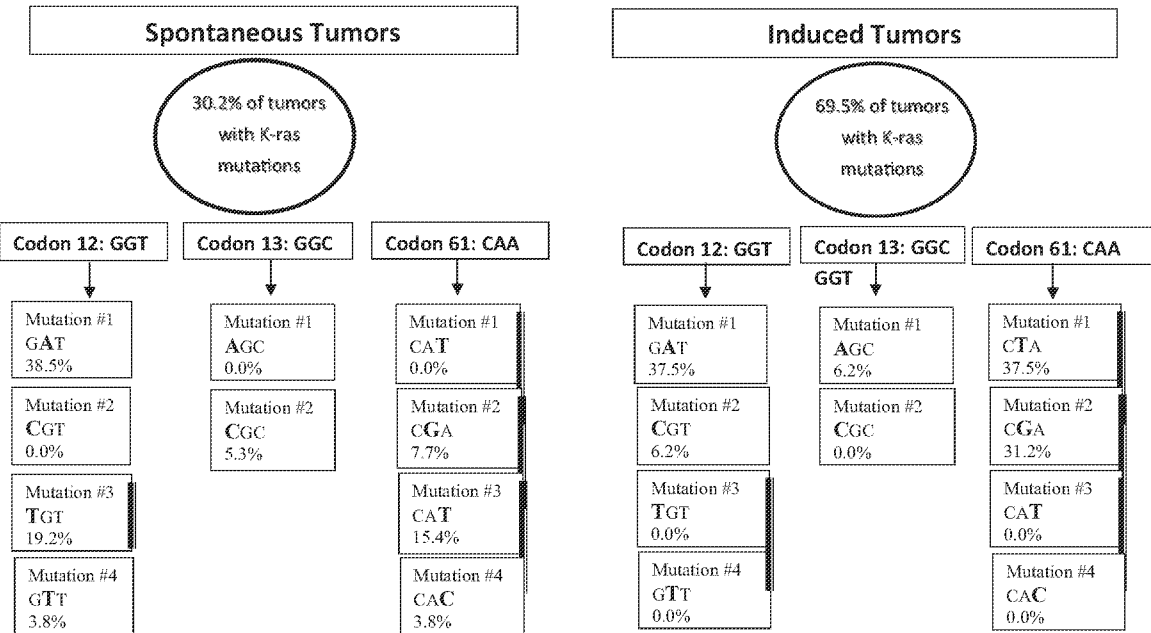 Spontaneous Tumors
30.2% of tumors
with K-ras
mutations
Codon 12: GGT
Mutation #1
GAT
38.5%
Mutation #2
CGT
0.0%
Mutation #3
TGT
19.2%
Mutation #4
GTT
3.8%
Codon 13: GGC
Mutation #1
AGC
0.0%
Mutation #2
CGC
5.3%
Codon 61: CAA
Mutation #1
CAT
0.0%
Mutation #2
CGA
7.7%
Mutation #3
CAT
15.4%
Mutation #4
CAC
3.8%
Induced Tumors
69.5% of tumors
with K-ras
mutations
Codon 12: GGT
Mutation #1
GAT
37.5%
Mutation #2
CGT
6.2%
Mutation #3
TGT
0.0%
Mutation #4
GTT
0.0%
Codon 13: GGC
GGT
Mutation #1
AGC
6.2%
Mutation #2
CGC
0.0%
Codon 61: CAA
Mutation #1
CTA
37.5%
Mutation #2
CGA
31.2%
Mutation #3
CAT
0.0%
Mutation #4
CAC
0.0%